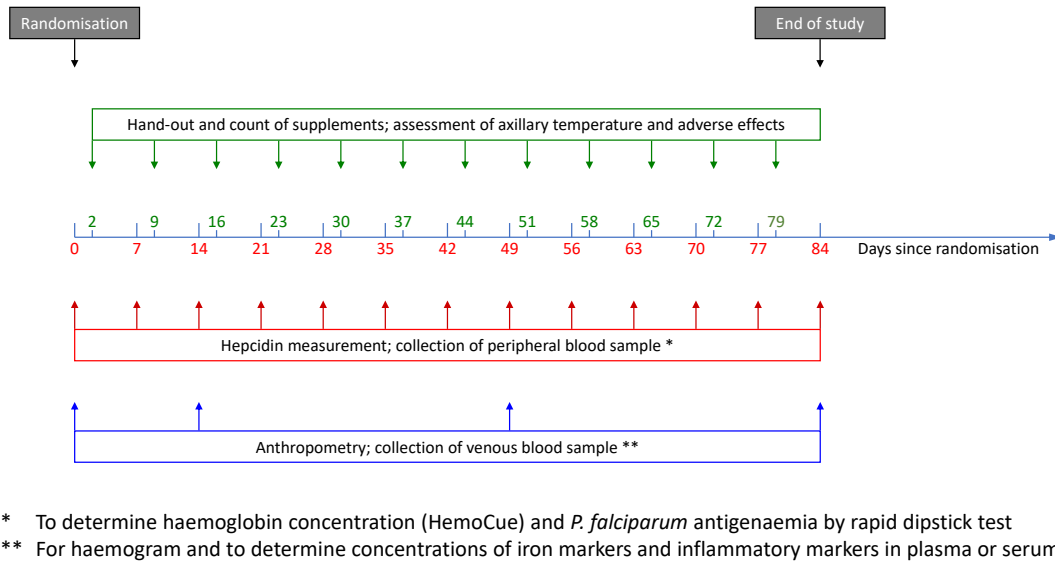 Randomisation
End of study
Hand-out and count of supplements; assessment of axillary temperature and adverse effects
2 9 16 23 30 37 44 51 58 65 72 79
0 7 14 21 28 35 42 49 56 63 70 77 84 Days since randomisation
Hepcidin measurement; collection of peripheral blood sample *
Anthropometry; collection of venous blood sample **
* To determine haemoglobin concentration (HemoCue) and P. falciparum antigenaemia by rapid dipstick test
** For haemogram and to determine concentrations of iron markers and inflammatory markers in plasma or serum